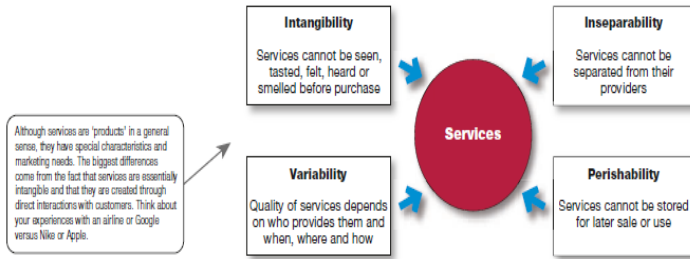 Intangibility
Services cannot be seen,
tasted, felt, heard or
smelled before purchase
Inseparability
Services cannot be
separated from their
providers
Although services are 'products' in a general
sense, they have special characteristics and
marketing needs. The biggest differences
come from the fact that services are essentially
intangible and that they are created through
direct interactions with customers. Think about
your experiences with an airline or Google
versus Nike or Apple.
Services
Variability
Quality of services depends
on who provides them and
when, where and how
Perishability
Services cannot be stored
for later sale or use